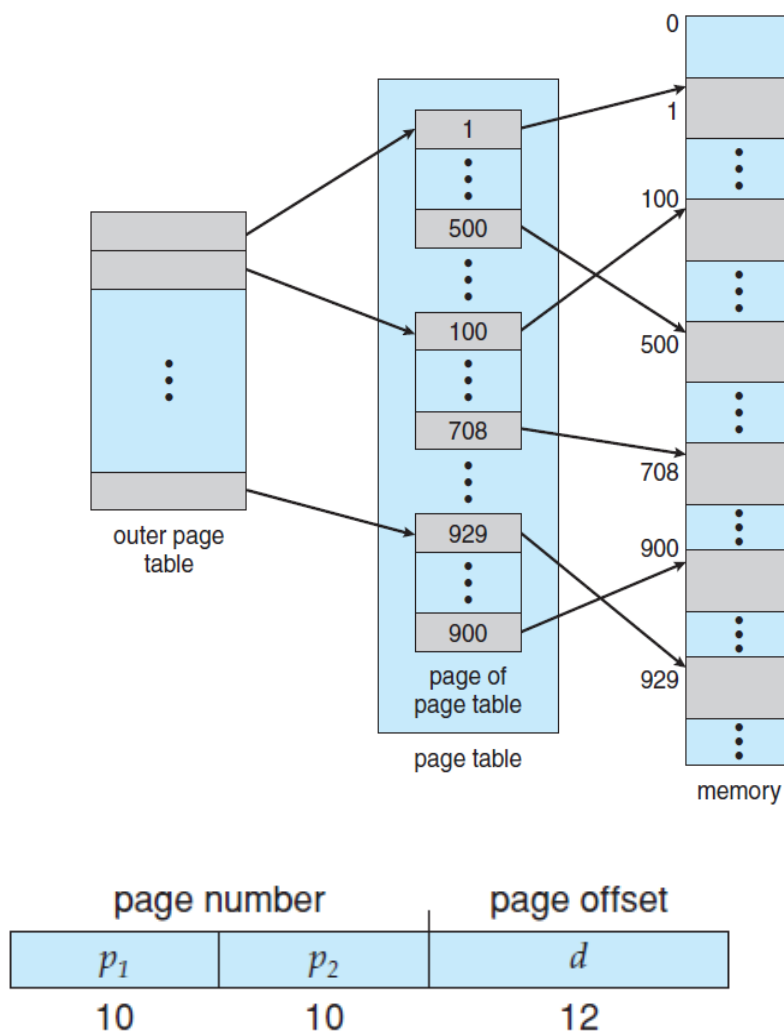 0
1
100
500
708
900
929
memory
1
500
100
708
929
900
page of
page table
page table
outer page
table
page number
page offset
p1
p2
d
10
10
12